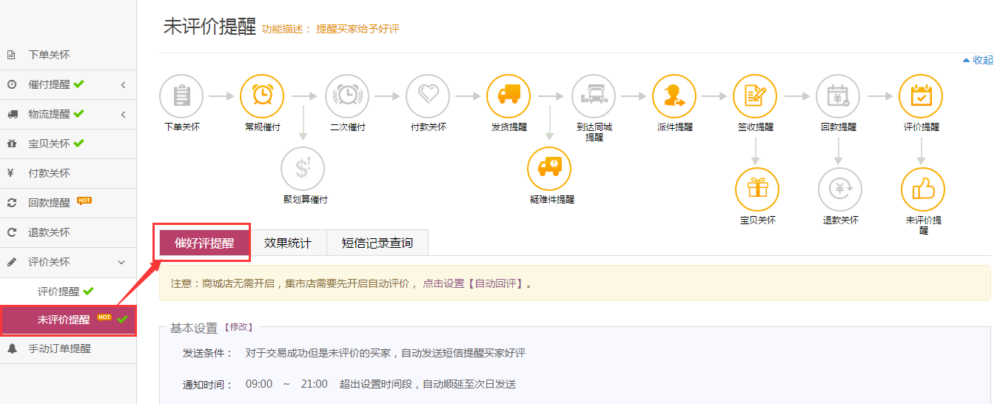 未评价提醒 功能描述： 提醒买家给予好评
收起
下单关怀
催付提醒
物流提醒
宝贝关怀
¥ 付款关怀
回款提醒 HOT
退款关怀
评价关怀
评价提醒
未评价提醒 HOT
手动订单提醒
下单关怀
常规催付
二次催付
付款关怀
发货提醒
到达同城
提醒
派件提醒
签收提醒
回款提醒
评价提醒
聚划算催付
疑难件提醒
宝贝关怀
退款关怀
未评价提
醒
催好评提醒 效果统计 短信记录查询
注意：商城店无需开启，集市店需要先开启自动评价， 点击设置【自动回评】。
基本设置 【修改】
发送条件： 对于交易成功但是未评价的买家，自动发送短信提醒买家好评
通知时间： 09:00 ~ 21:00 超出设置时间段，自动顺延至次日发送